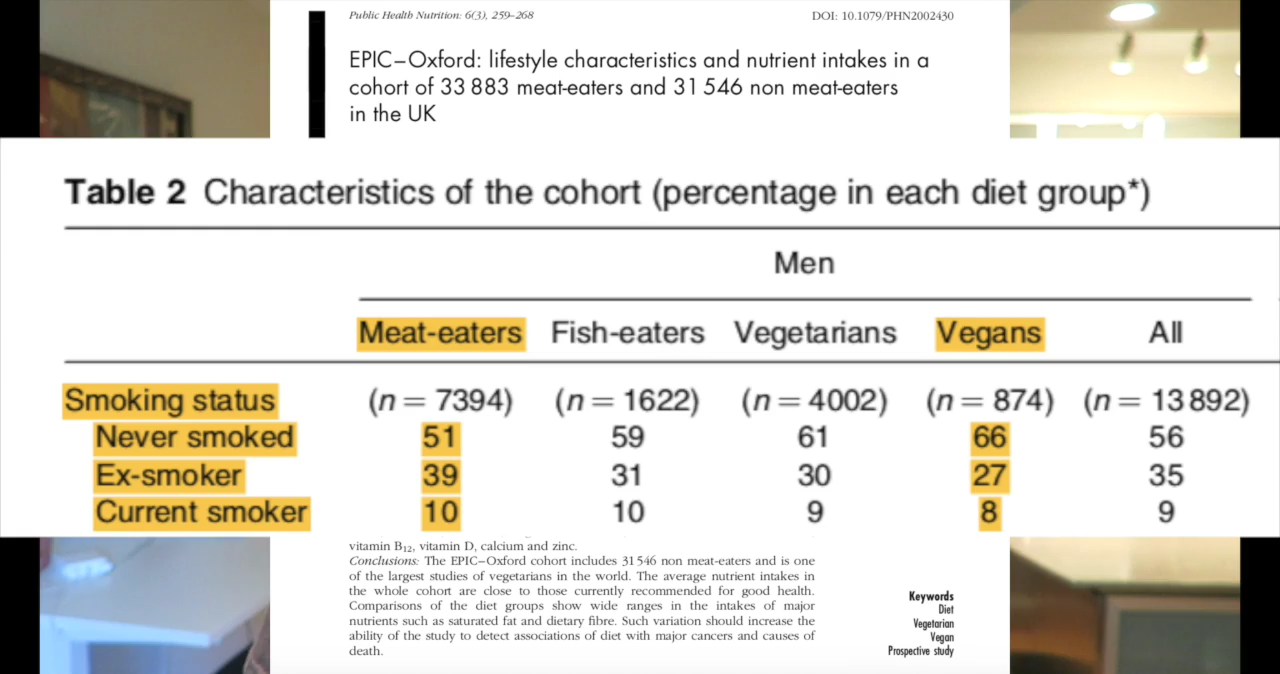 Public Health Nutrition: 6(3), 259–268 DOI: 10.1079/PHN2002430
EPIC–Oxford: lifestyle characteristics and nutrient intakes in a
cohort of 33 883 meat-eaters and 31 546 non meat-eaters
in the UK
Table 2 Characteristics of the cohort (percentage in each diet group*)
Men
Meat-eaters Fish-eaters Vegetarians Vegans All
Smoking status (n = 7394) (n = 1622) (n = 4002) (n = 874) (n = 13 892)
Never smoked 51 59 61 66 56
Ex-smoker 39 31 30 27 35
Current smoker 10 10 9 8 9
vitamin B12, vitamin D, calcium and zinc.
Conclusions: The EPIC–Oxford cohort includes 31 546 non meat-eaters and is one
of the largest studies of vegetarians in the world. The average nutrient intakes in
the whole cohort are close to those currently recommended for good health.
Comparisons of the diet groups show wide ranges in the intakes of major
nutrients such as saturated fat and dietary fibre. Such variation should increase the
ability of the study to detect associations of diet with major cancers and causes of
death.
Keywords
Diet
Vegetarian
Vegan
Prospective study